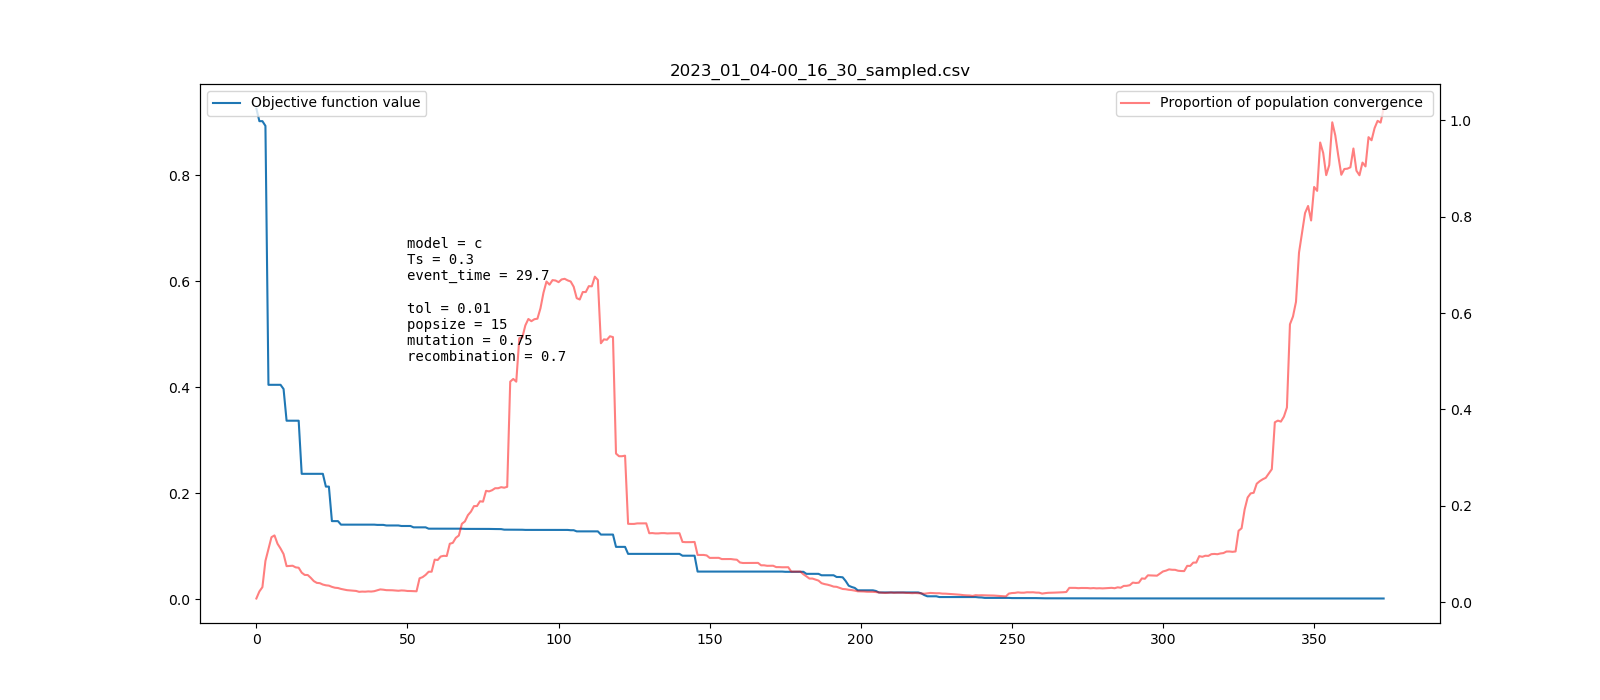 2023_01_04-00_16_30_sampled.csv
Objective function value
Proportion of population convergence
model = c
Ts = 0.3
event_time = 29.7
tol = 0.01
popsize = 15
mutation = 0.75
recombination = 0.7
0.8
0.6
0.4
0.2
0.0
1.0
0.8
0.6
0.4
0.2
0.0
0 50 100 150 200 250 300 350